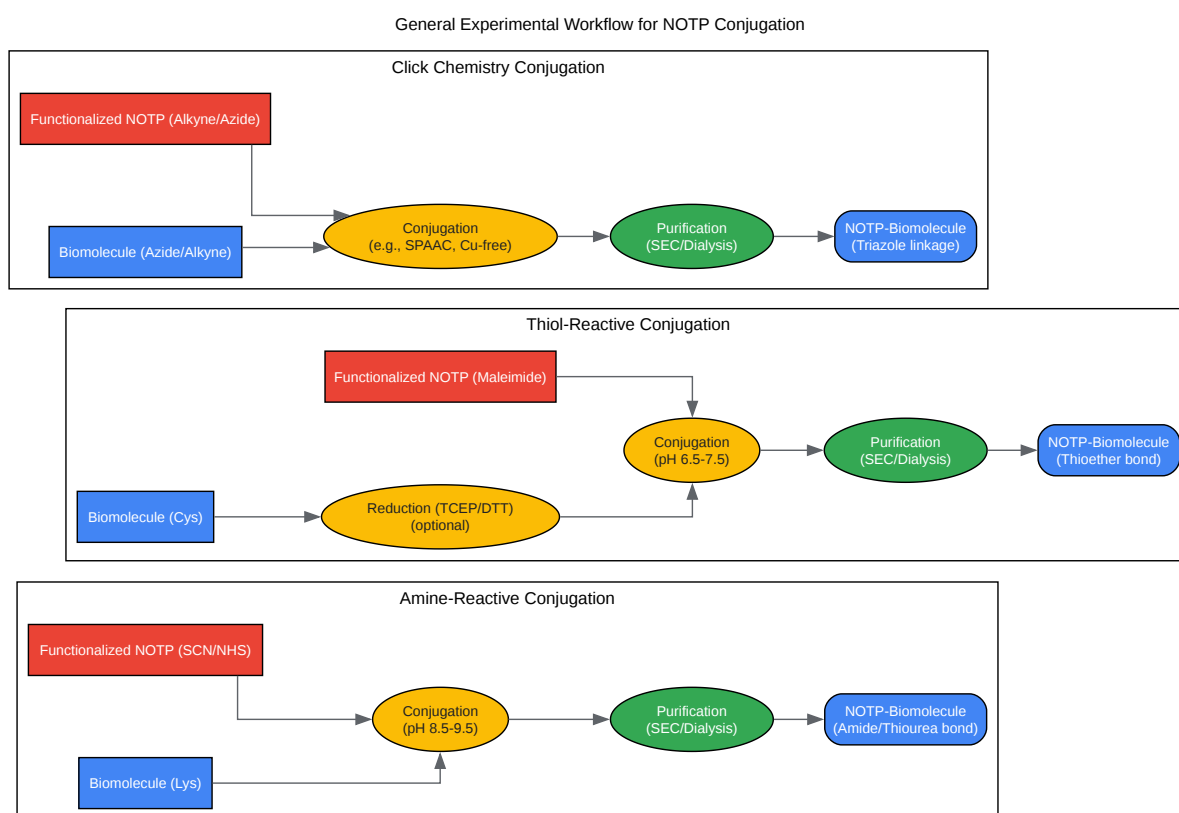 General Experimental Workflow for NOTP Conjugation
Click Chemistry Conjugation
Functionalized NOTP (Alkyne/Azide)
Biomolecule (Azide/Alkyne)
Conjugation
(e.g., SPAAC, Cu-free)
Purification
(SEC/Dialysis)
NOTP-Biomolecule
(Triazole linkage)
Thiol-Reactive Conjugation
Functionalized NOTP (Maleimide)
Biomolecule (Cys)
Reduction (TCEP/DTT)
(optional)
Conjugation
(pH 6.5-7.5)
Purification
(SEC/Dialysis)
NOTP-Biomolecule
(Thioether bond)
Amine-Reactive Conjugation
Functionalized NOTP (SCN/NHS)
Biomolecule (Lys)
Conjugation
(pH 8.5-9.5)
Purification
(SEC/Dialysis)
NOTP-Biomolecule
(Amide/Thiourea bond)